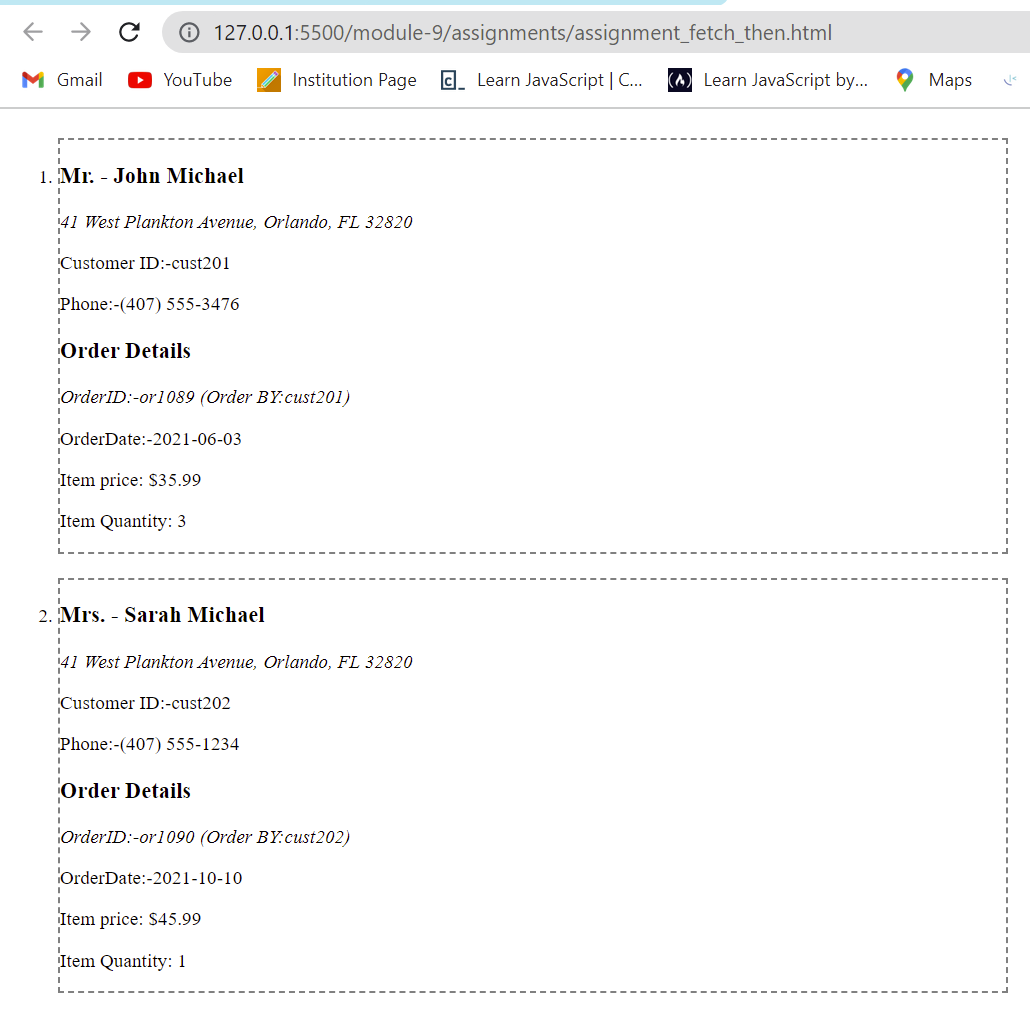 127.0.0.1:5500/module-9/assignments/assignment_fetch_then.html
Gmail YouTube Institution Page Learn JavaScript | C... Learn JavaScript by... Maps
1. Mr. - John Michael
41 West Plankton Avenue, Orlando, FL 32820
Customer ID:-cust201
Phone:-(407) 555-3476
Order Details
OrderID:-or1089 (Order BY:cust201)
OrderDate:-2021-06-03
Item price: $35.99
Item Quantity: 3
2. Mrs. - Sarah Michael
41 West Plankton Avenue, Orlando, FL 32820
Customer ID:-cust202
Phone:-(407) 555-1234
Order Details
OrderID:-or1090 (Order BY:cust202)
OrderDate:-2021-10-10
Item price: $45.99
Item Quantity: 1